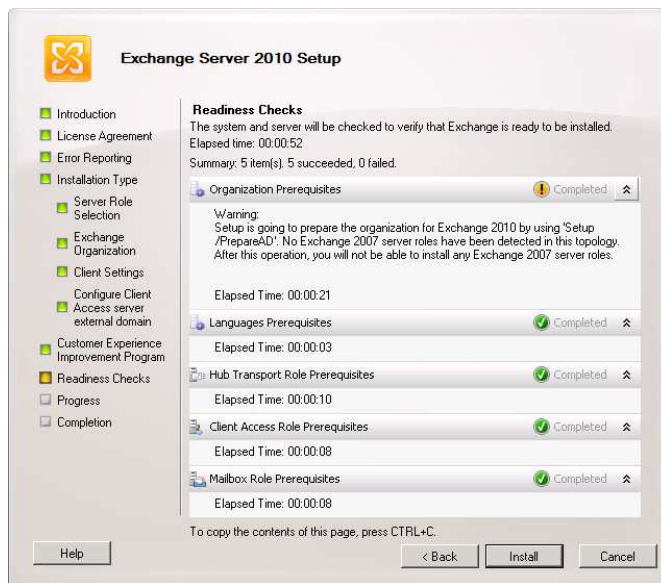 Exchange Server 2010 Setup
Introduction
License Agreement
Error Reporting
Installation Type
Server Role
Selection
Exchange
Organization
Client Settings
Configure Client
Access server
external domain
Customer Experience
Improvement Program
Readiness Checks
Progress
Completion
Readiness Checks
The system and server will be checked to verify that Exchange is ready to be installed.
Elapsed time: 00:00:52
Summary: 5 item(s). 5 succeeded, 0 failed.
Organization Prerequisites Completed
Warning:
Setup is going to prepare the organization for Exchange 2010 by using 'Setup
/PrepareAD'. No Exchange 2007 server roles have been detected in this topology.
After this operation, you will not be able to install any Exchange 2007 server roles.
Elapsed Time: 00:00:21
Languages Prerequisites Completed
Elapsed Time: 00:00:03
Hub Transport Role Prerequisites Completed
Elapsed Time: 00:00:10
Client Access Role Prerequisites Completed
Elapsed Time: 00:00:08
Mailbox Role Prerequisites Completed
Elapsed Time: 00:00:08
To copy the contents of this page, press CTRL+C.
Help < Back Install Cancel